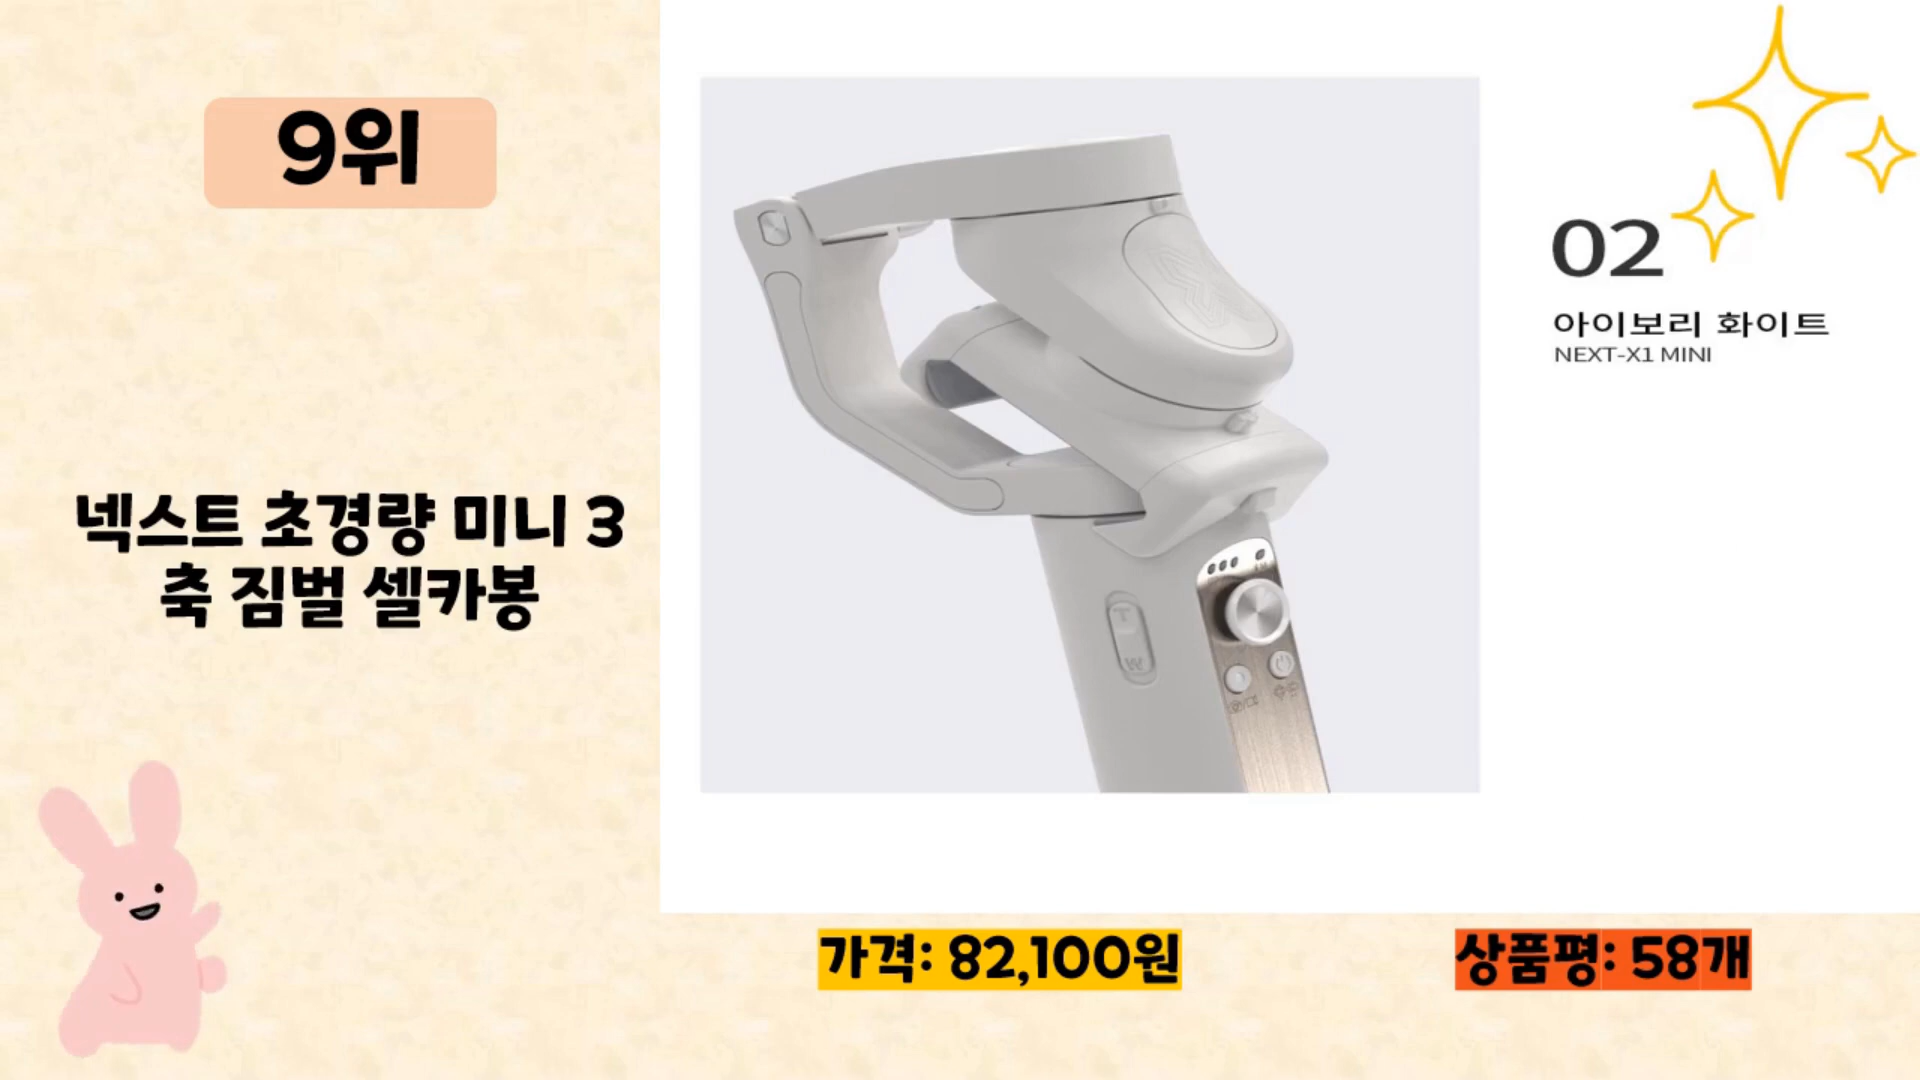 9위
02
아이보리 화이트
NEXT-X1 MINI
넥스트 초경량 미니 3
축 짐벌 셀카봉
T
W
가격: 82,100원
상품평: 58개